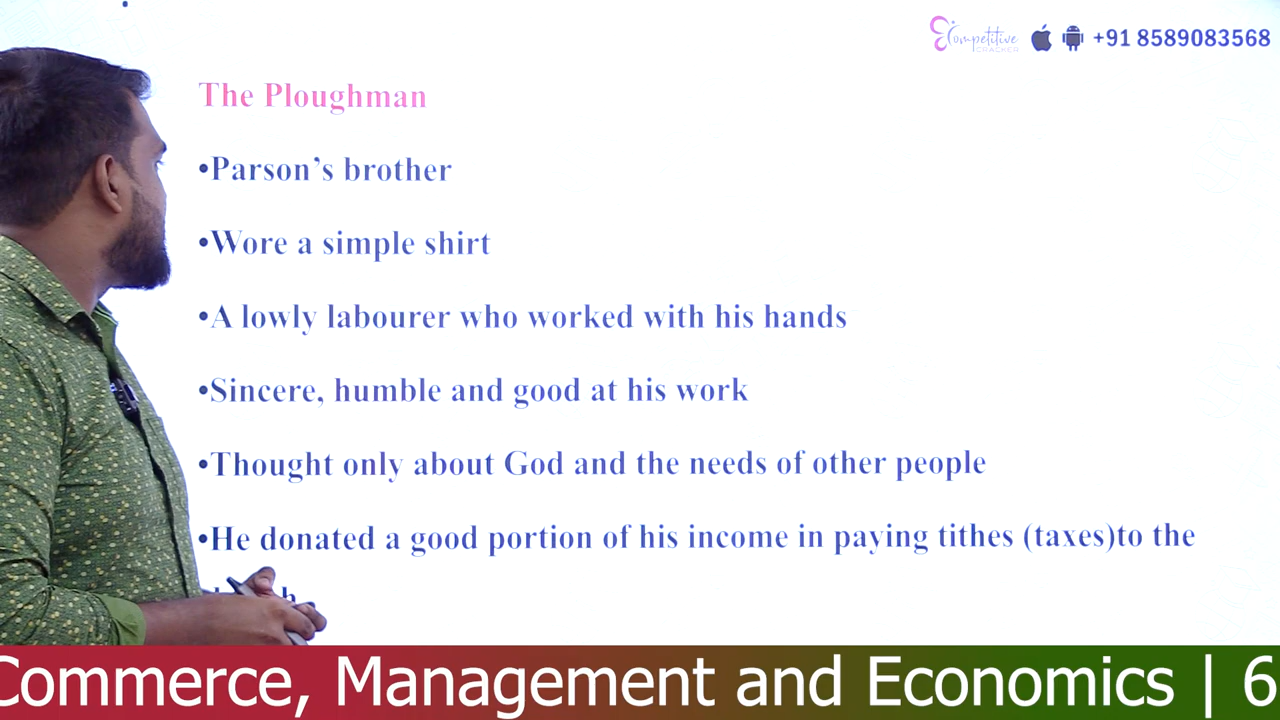 Competitive
CRACKER
+91 8589083568
The Ploughman
•Parson’s brother
•Wore a simple shirt
•A lowly labourer who worked with his hands
•Sincere, humble and good at his work
•Thought only about God and the needs of other people
•He donated a good portion of his income in paying tithes (taxes)to the
Commerce, Management and Economics | 6